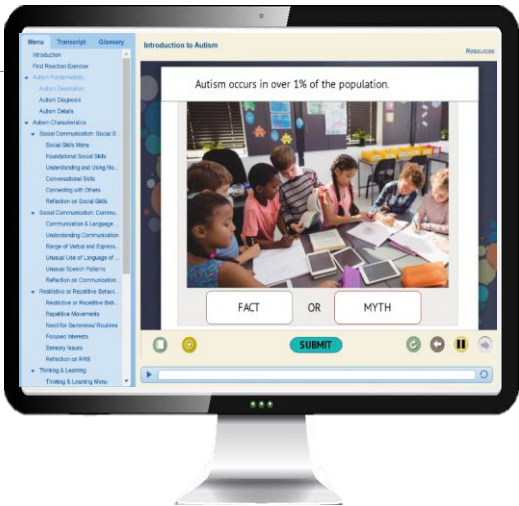 Menu Transcript Glossary
Introduction
First Reaction Exercise
Autism Fundamentals
Autism Description
Autism Diagnosis
Autism Details
Autism Characteristics
Social Communication: Social S...
Social Skills Menu
Foundational Social Skills
Understanding and Using No...
Conversational Skills
Connecting with Others
Reflection on Social Skills
Social Communication: Commu...
Communication & Language ...
Understanding Communication
Range of Verbal and Express...
Unusual Use of Language of ...
Unusual Speech Patterns
Reflection on Communication...
Restrictive or Repetitive Behavi...
Restrictive or Repetitive Beh...
Repetitive Movements
Need for Sameness/ Routines
Focused Interests
Sensory Issues
Reflection on RRB
Thinking & Learning
Thinking & Learning Menu
Introduction to Autism
Resources
Autism occurs in over 1% of the population.
FACT OR MYTH
SUBMIT